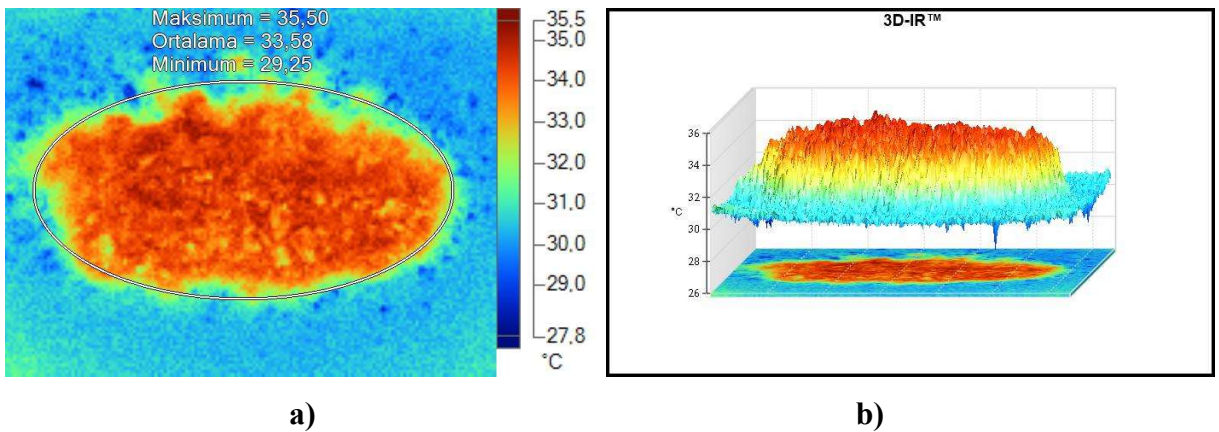 Maksimum = 35,50
Ortalama = 33,58
Minimum = 29,25
35.5
35.0
34.0
33.0
32.0
31.0
30.0
29.0
27.8
°C
3D-IR™
36
34
32
°C
30
28
26
a)
b)